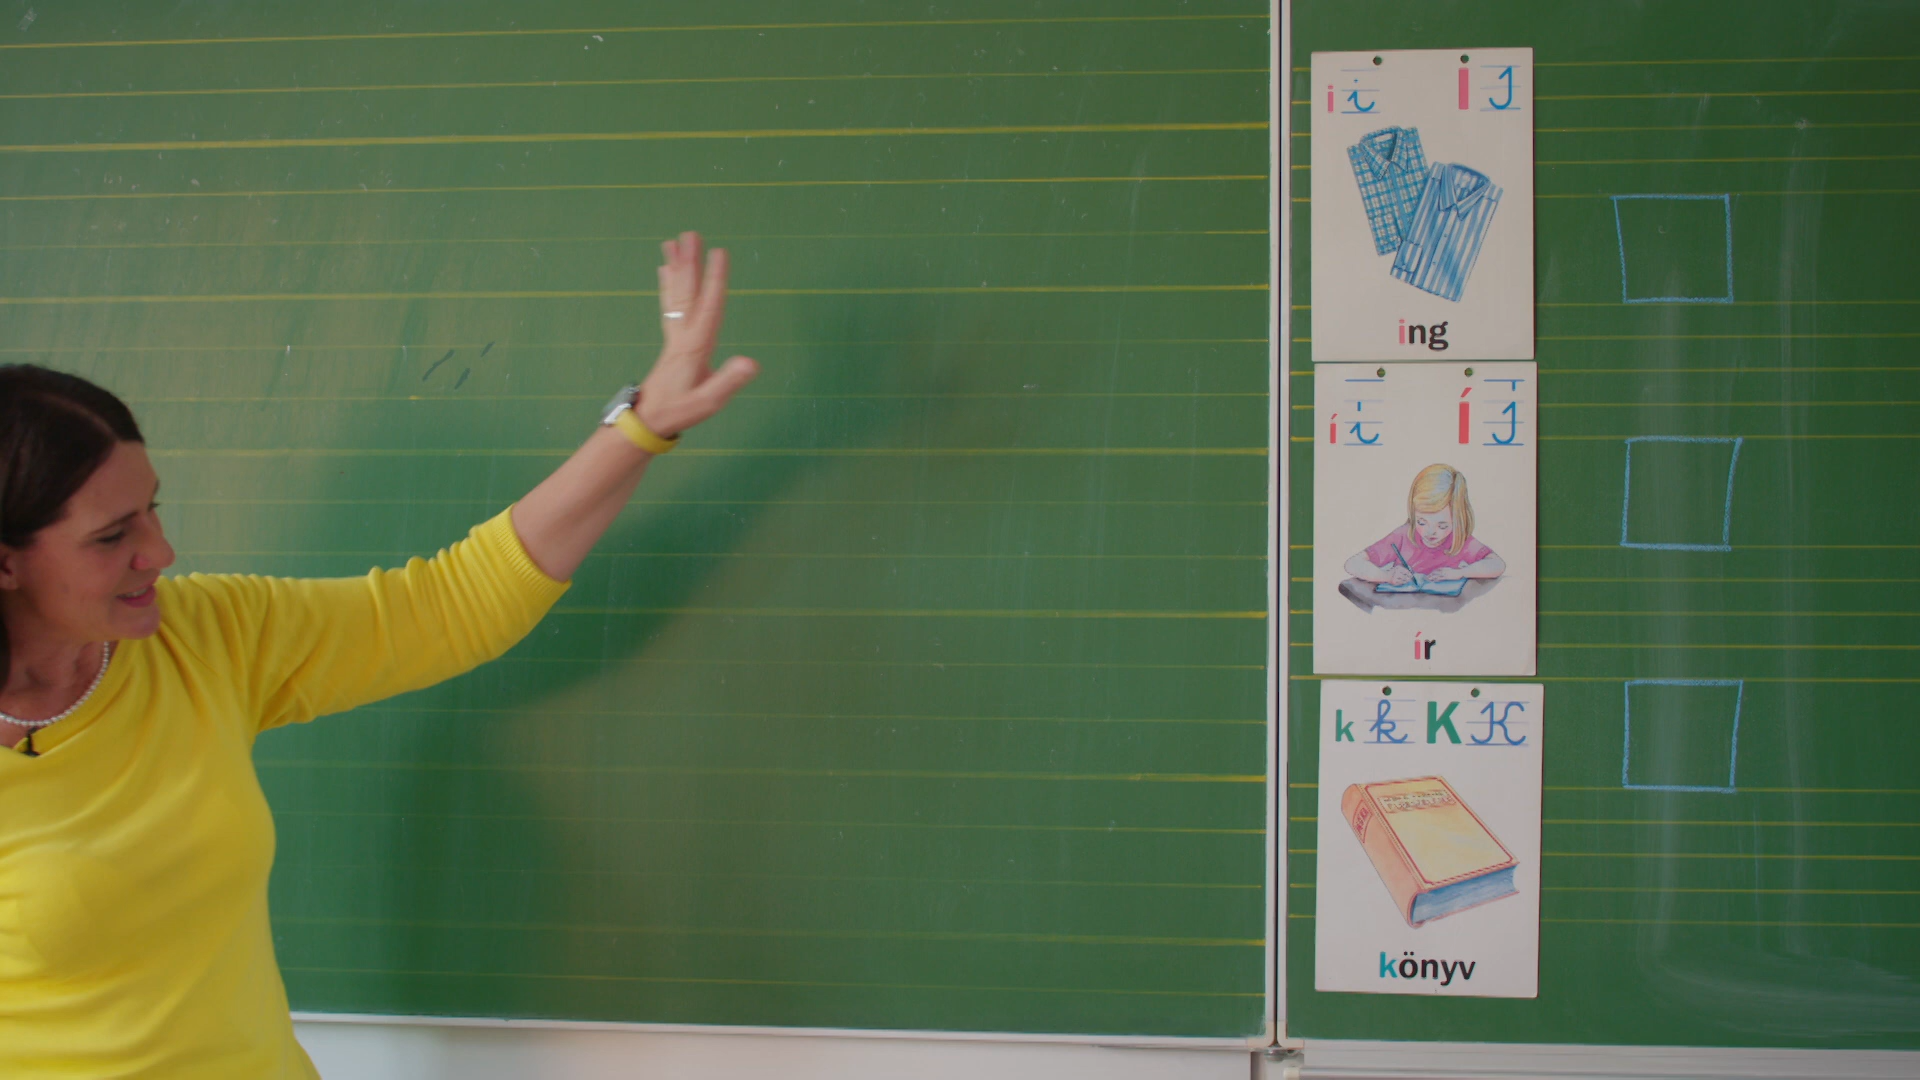 i i I I
ing
í í Í Í
ír
k k K K
könyv